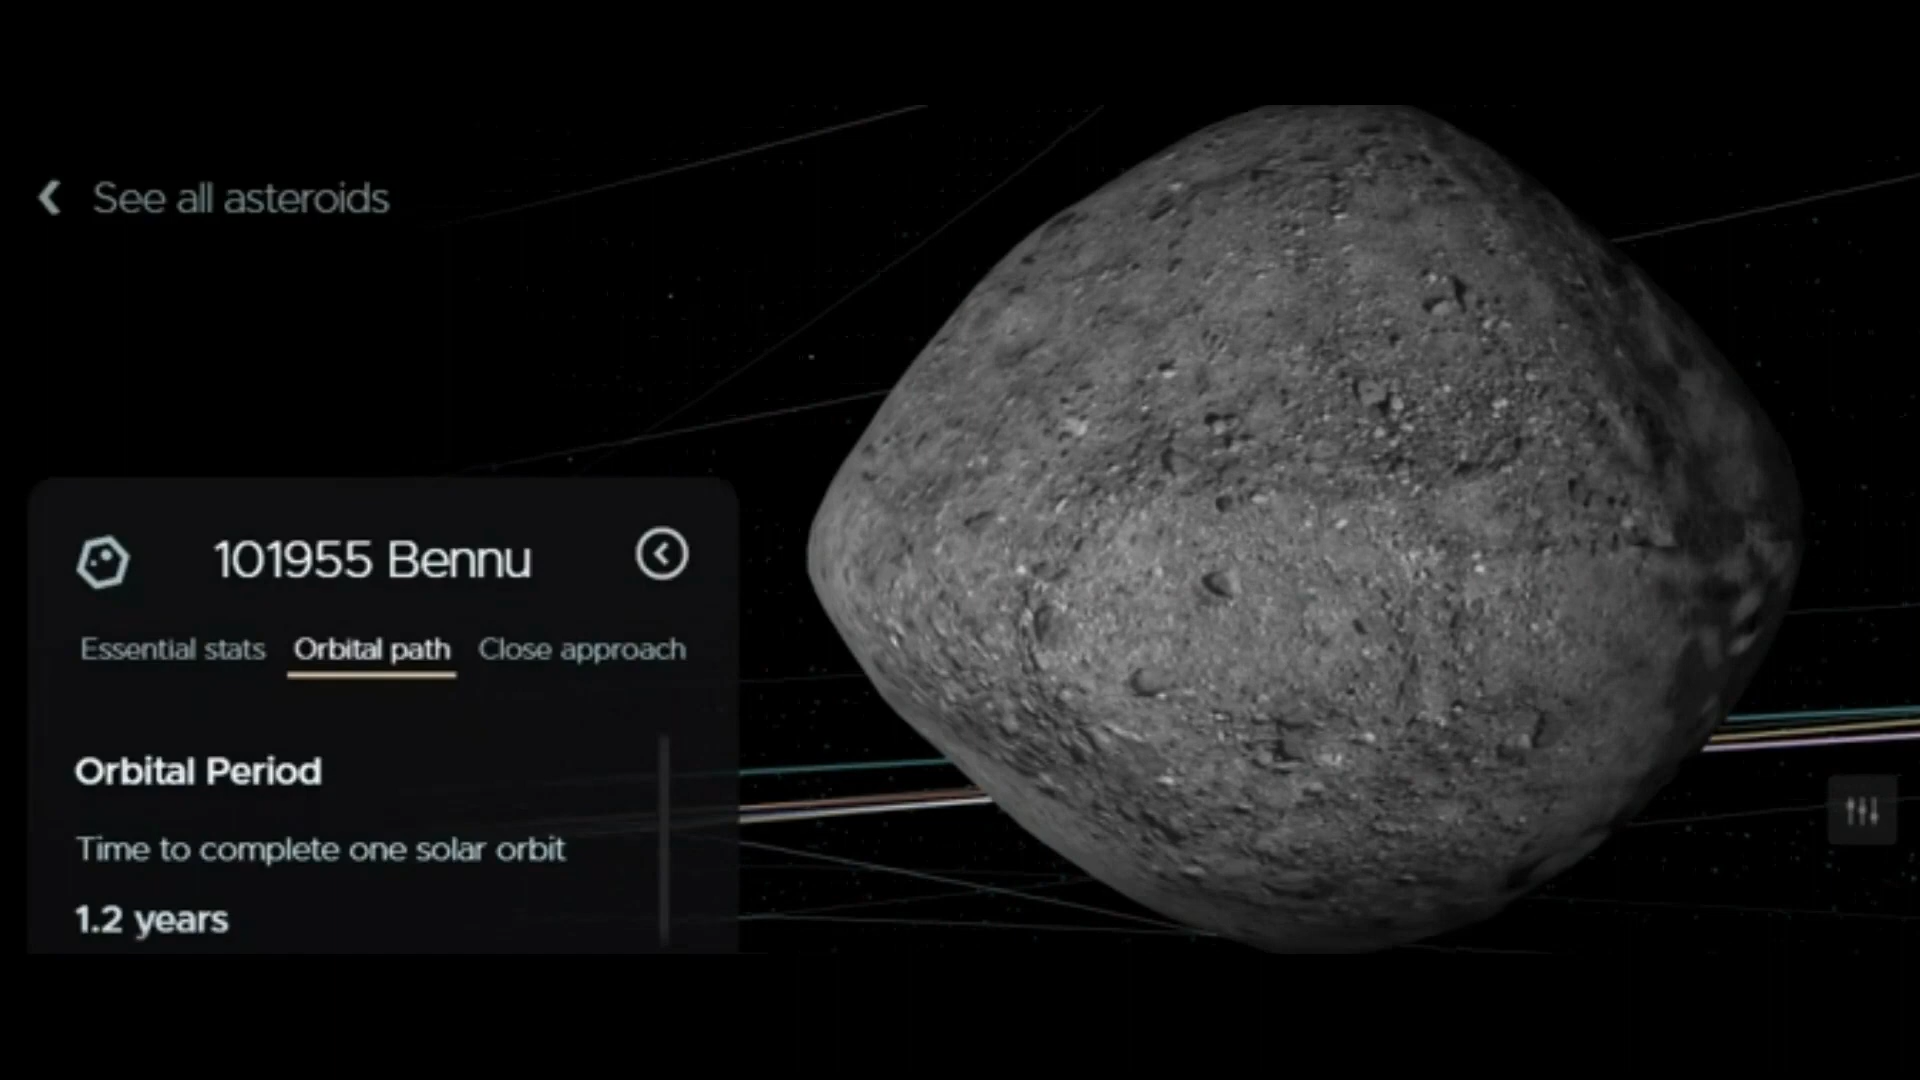 See all asteroids
101955 Bennu
Essential stats Orbital path Close approach
Orbital Period
Time to complete one solar orbit
1.2 years